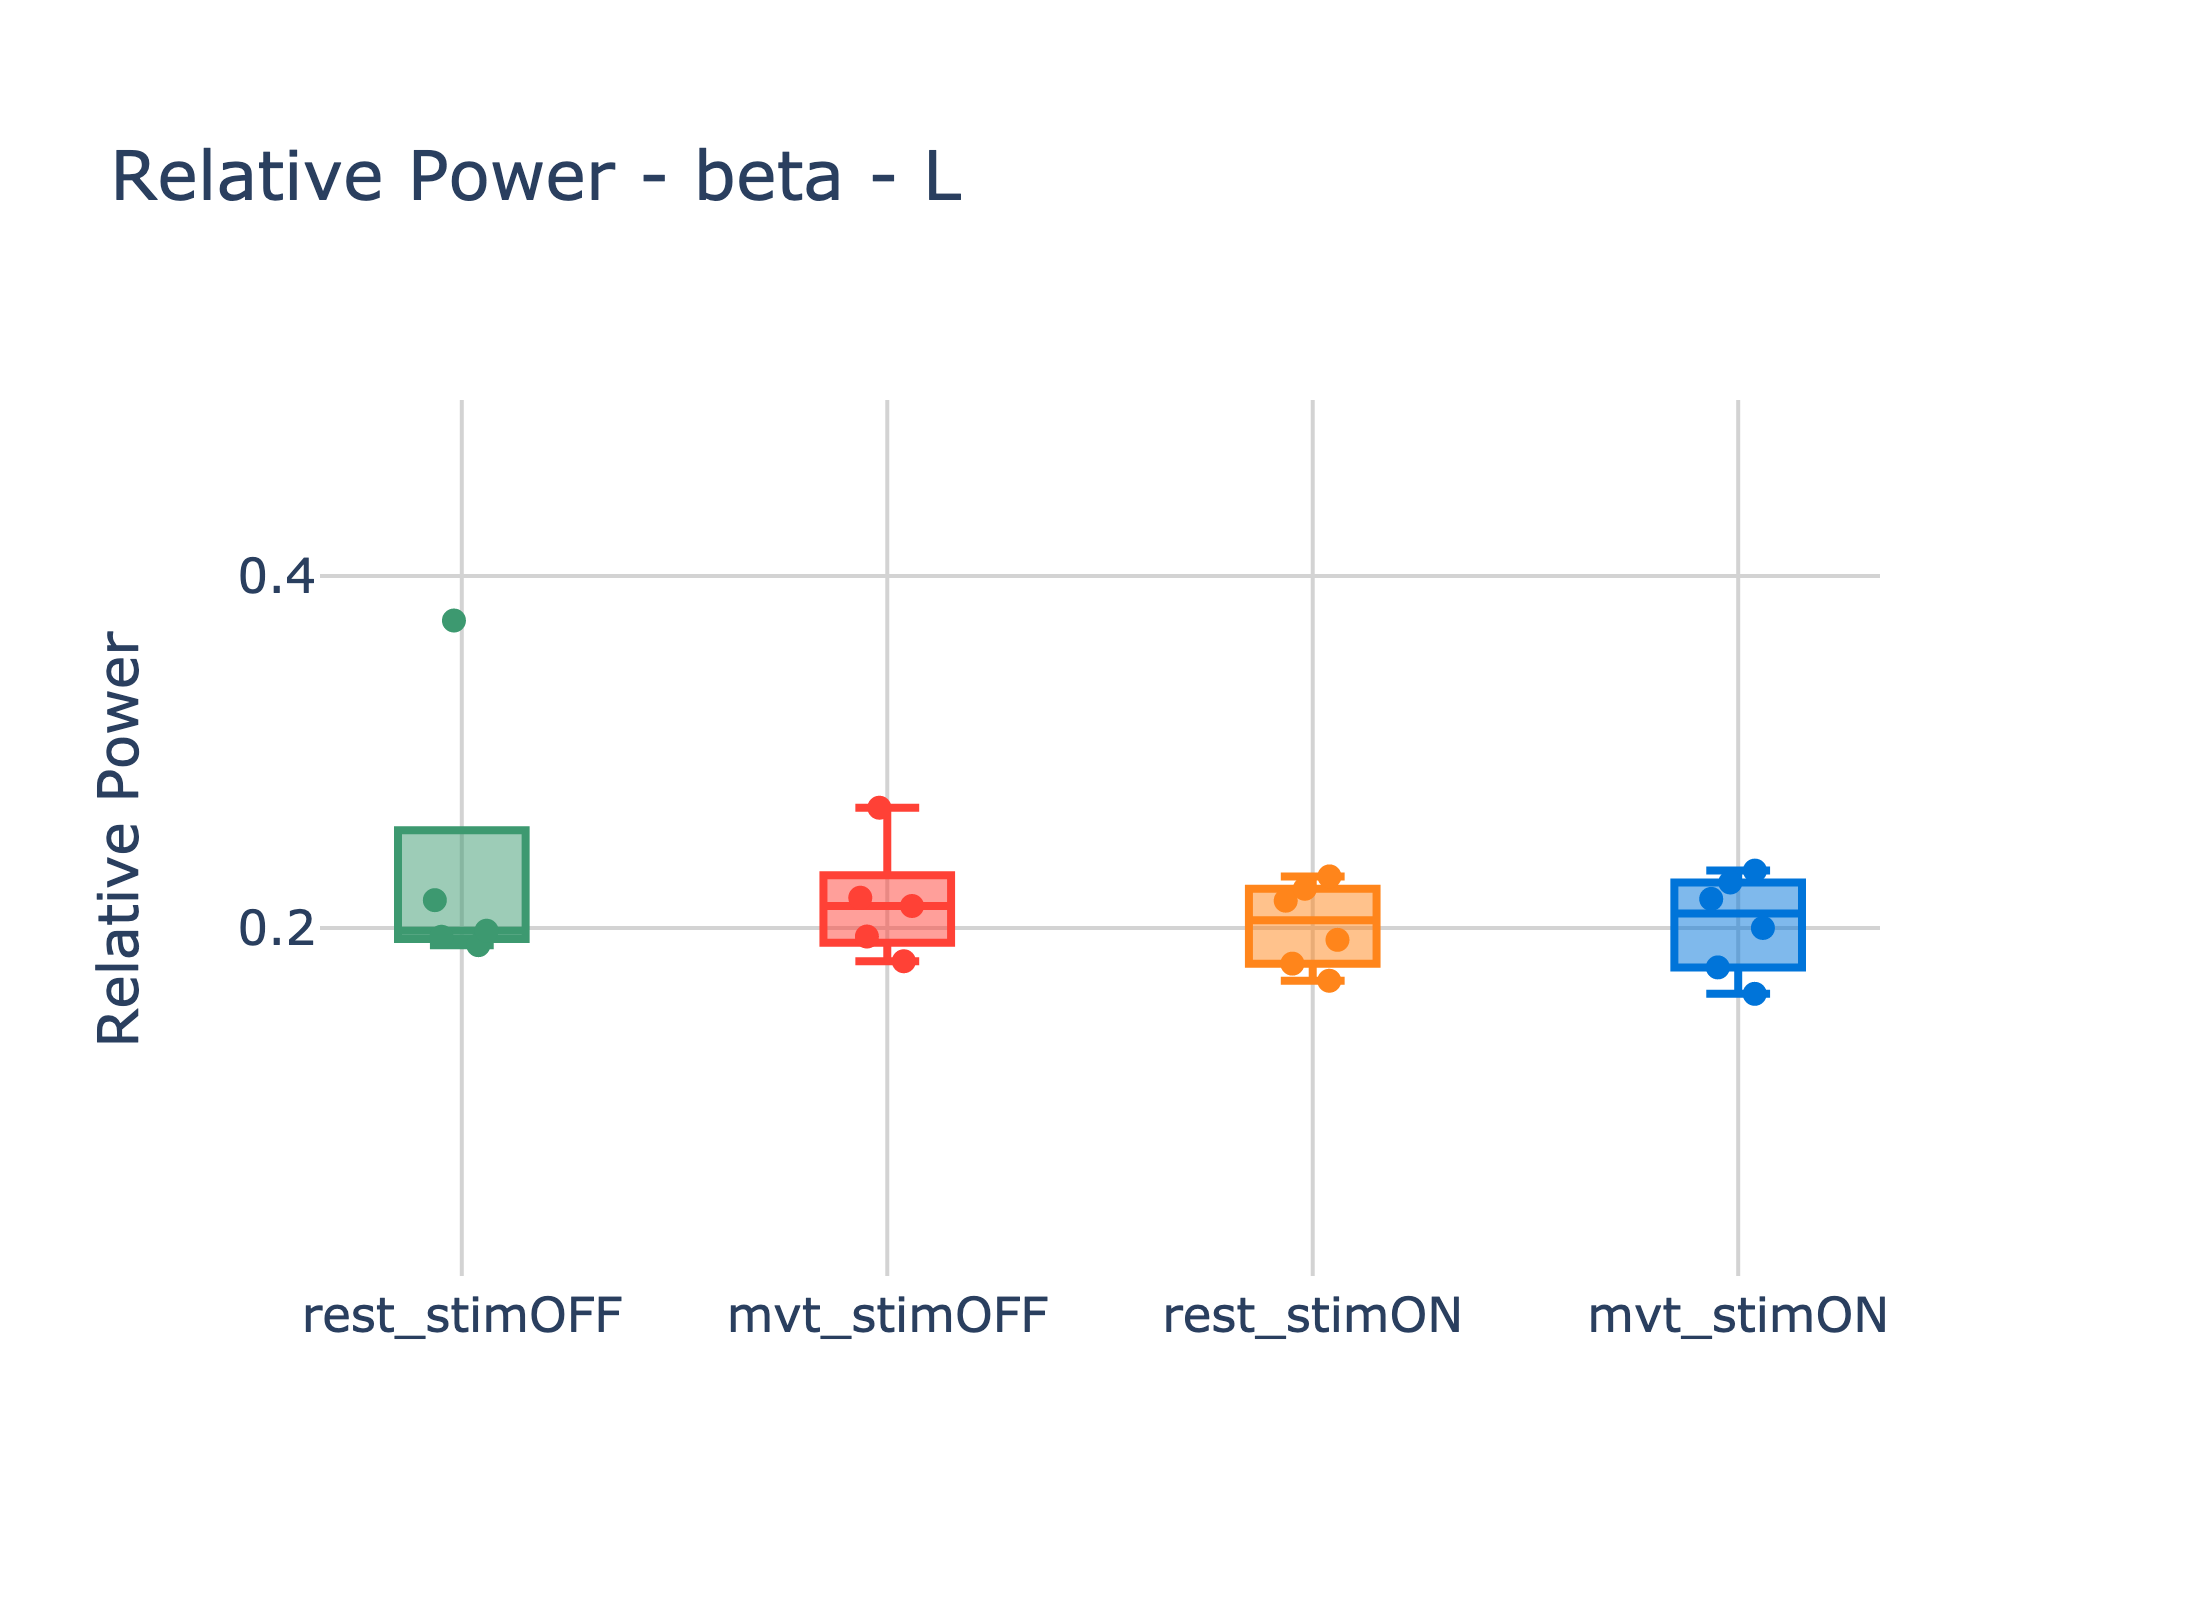 Relative Power - beta - L
Relative Power
0.4
0.2
rest_stimOFF
mvt_stimOFF
rest_stimON
mvt_stimON